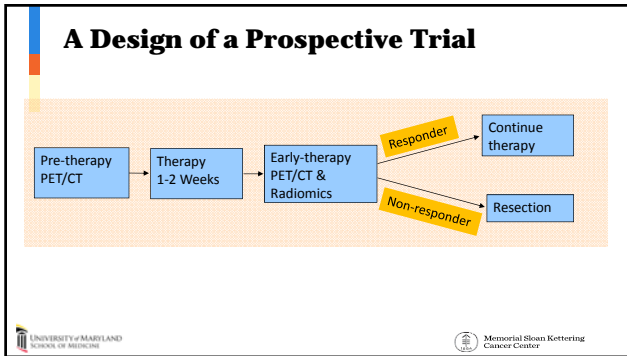 A Design of a Prospective Trial
Pre-therapy
PET/CT
Therapy
1-2 Weeks
Early-therapy
PET/CT &
Radiomics
Responder
Continue
therapy
Non-responder
Resection
UNIVERSITY of MARYLAND
SCHOOL OF MEDICINE
Memorial Sloan Kettering
Cancer Center